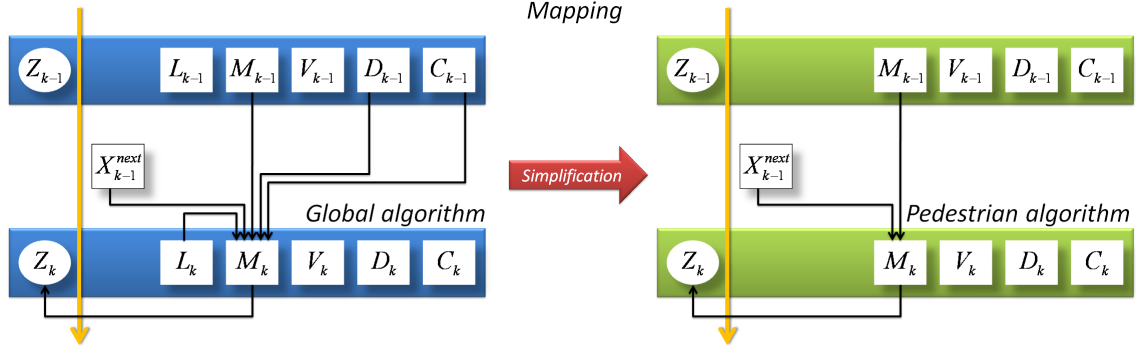 Mapping
Z_{k-1} L_{k-1} M_{k-1} V_{k-1} D_{k-1} C_{k-1}
X_{k-1}^{next}
Global algorithm
Z_k L_k M_k V_k D_k C_k
Simplification
Z_{k-1} M_{k-1} V_{k-1} D_{k-1} C_{k-1}
X_{k-1}^{next}
Pedestrian algorithm
Z_k M_k V_k D_k C_k